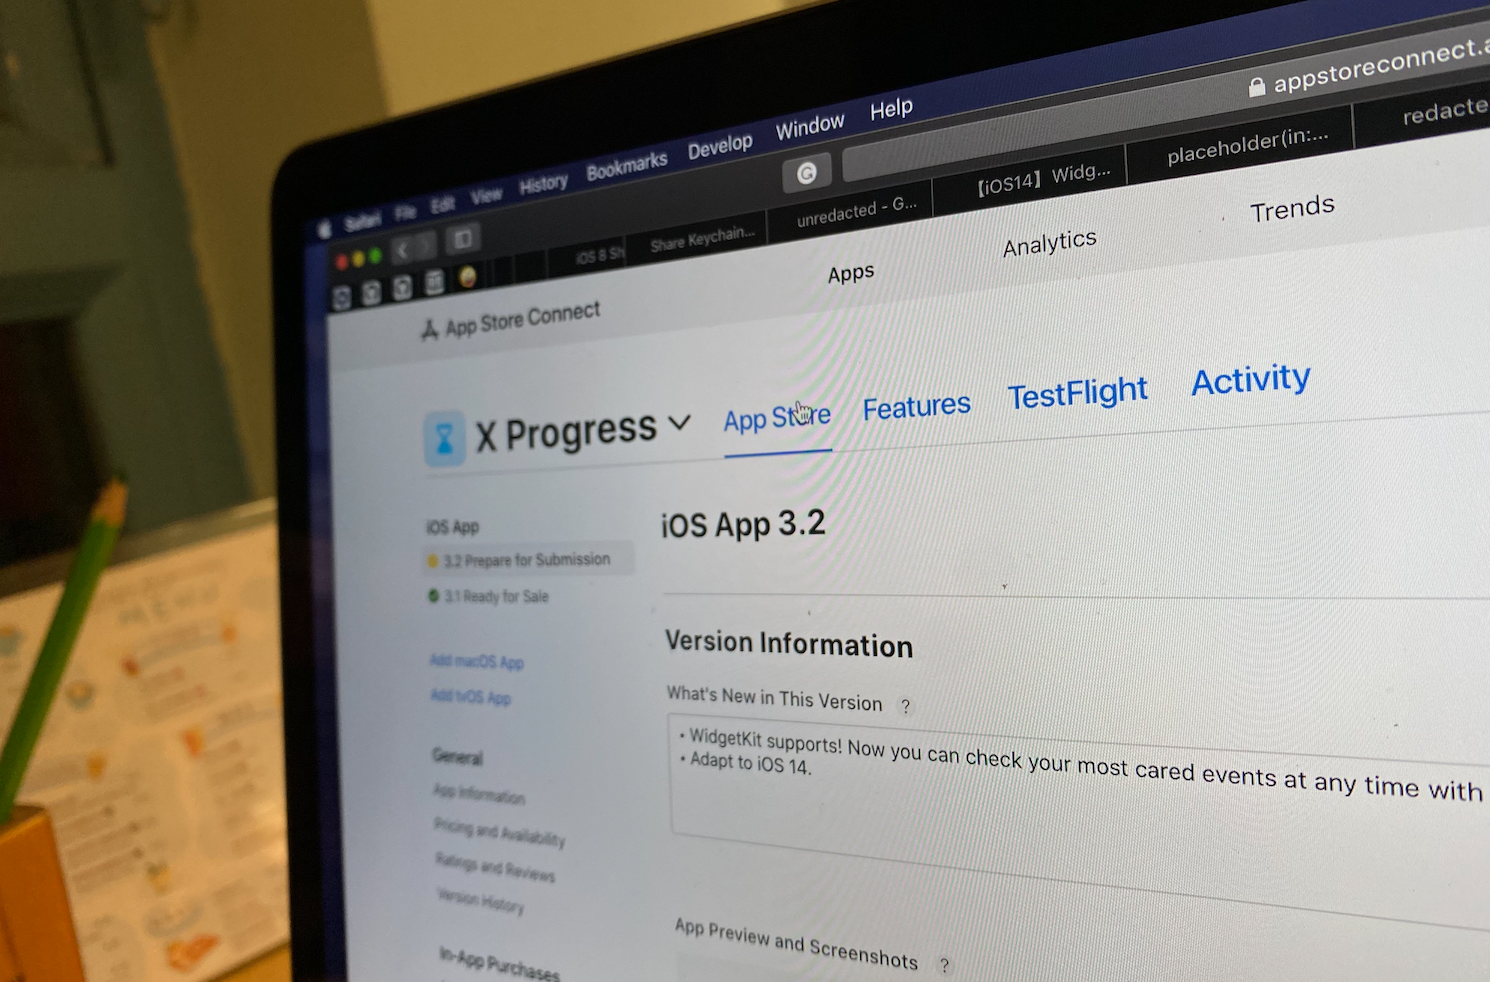 Safari File Edit View History Bookmarks Develop Window Help
appstoreconnect.a
iOS 8 Sh
Share Keychain...
unredacted - G...
【iOS14】Widg...
placeholder(in:...
redacte
App Store Connect
Apps
Analytics
Trends
X Progress
App Store
Features
TestFlight
Activity
iOS App
3.2 Prepare for Submission
3.1 Ready for Sale
Add macOS App
Add tvOS App
General
App Information
Pricing and Availability
Ratings and Reviews
Version History
In-App Purchases
iOS App 3.2
Version Information
What's New in This Version ?
• WidgetKit supports! Now you can check your most cared events at any time with
• Adapt to iOS 14.
App Preview and Screenshots ?